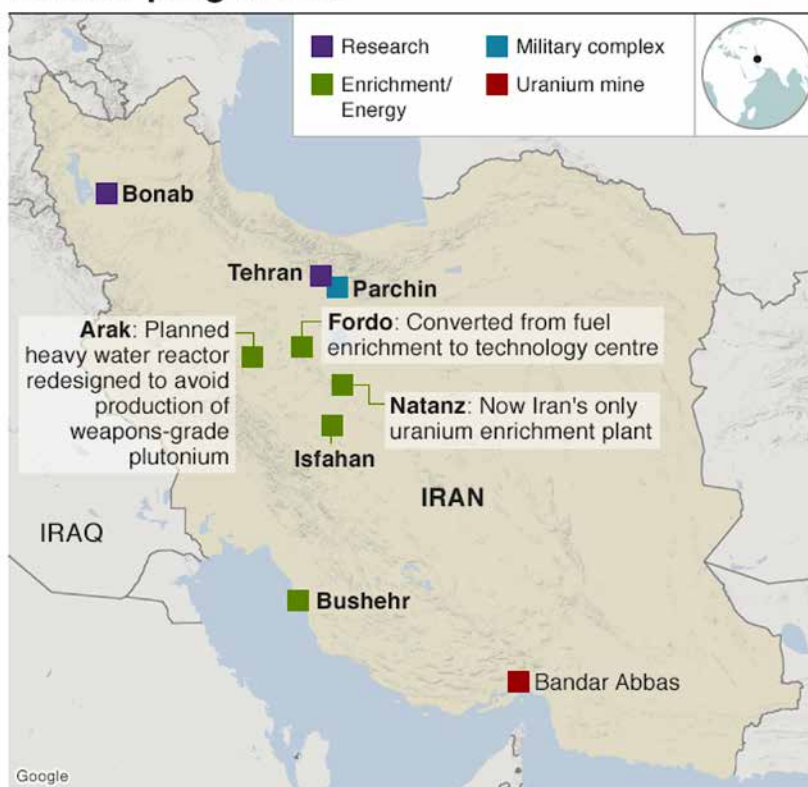 Research
Military complex
Enrichment/
Energy
Uranium mine
Bonab
Tehran
Parchin
Arak: Planned
heavy water reactor
redesigned to avoid
production of
weapons-grade
plutonium
Fordo: Converted from fuel
enrichment to technology centre
Natanz: Now Iran's only
uranium enrichment plant
Isfahan
IRAN
IRAQ
Bushehr
Bandar Abbas
Google